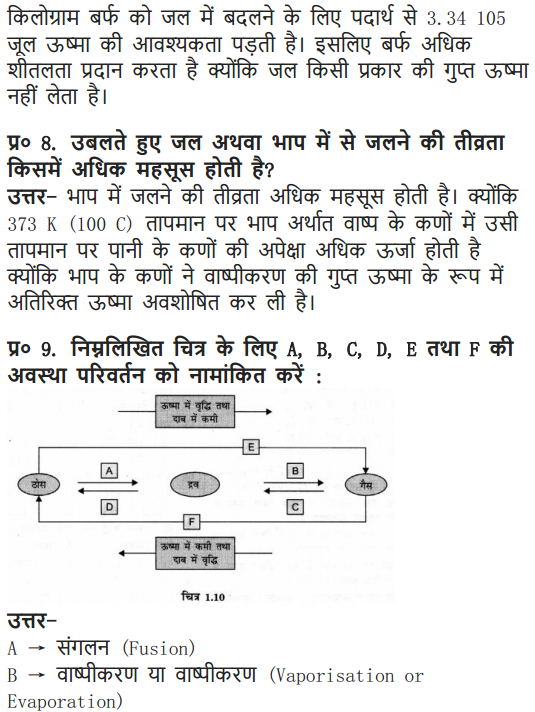 किलोग्राम बर्फ को जल में बदलने के लिए पदार्थ से 3.34 105
जूल ऊष्मा की आवश्यकता पड़ती है। इसलिए बर्फ अधिक
शीतलता प्रदान करता है क्योंकि जल किसी प्रकार की गुप्त ऊष्मा
नहीं लेता है।
प्र० 8. उबलते हुए जल अथवा भाप में से जलने की तीव्रता
किसमें अधिक महसूस होती है?
उत्तर- भाप में जलने की तीव्रता अधिक महसूस होती है। क्योंकि
373 K (100 C) तापमान पर भाप अर्थात वाष्प के कणों में उसी
तापमान पर पानी के कणों की अपेक्षा अधिक ऊर्जा होती है
क्योंकि भाप के कणों ने वाष्पीकरण की गुप्त ऊष्मा के रूप में
अतिरिक्त ऊष्मा अवशोषित कर ली है।
प्र० 9. निम्नलिखित चित्र के लिए A, B, C, D, E तथा F की
अवस्था परिवर्तन को नामांकित करें :
ऊष्मा में वृद्धि तथा
दाब में कमी
E
A
B
ठोस
द्रव
गैस
D
C
F
ऊष्मा में कमी तथा
दाब में वृद्धि
चित्र 1.10
उत्तर-
A → संगलन (Fusion)
B → वाष्पीकरण या वाष्पीकरण (Vaporisation or
Evaporation)